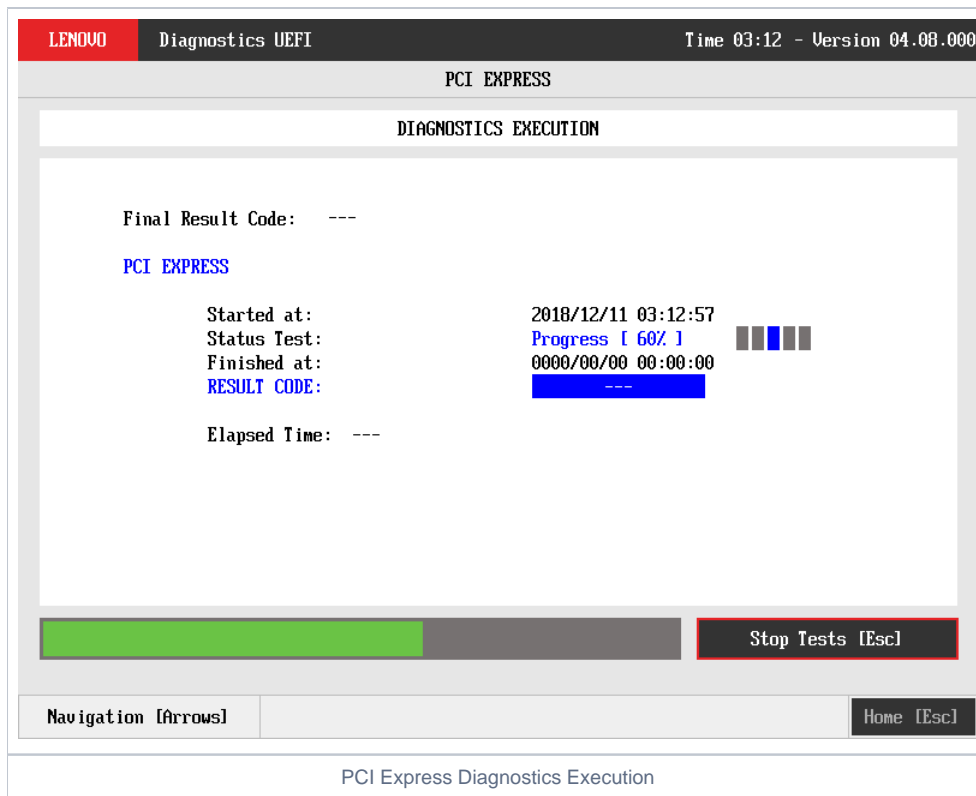 LENOVO Diagnostics UEFI Time 03:12 - Version 04.08.000
PCI EXPRESS
DIAGNOSTICS EXECUTION
Final Result Code: ---
PCI EXPRESS
Started at: 2018/12/11 03:12:57
Status Test: Progress [ 60% ]
Finished at: 0000/00/00 00:00:00
RESULT CODE: ---
Elapsed Time: ---
Stop Tests [Esc]
Navigation [Arrows] Home [Esc]
PCI Express Diagnostics Execution